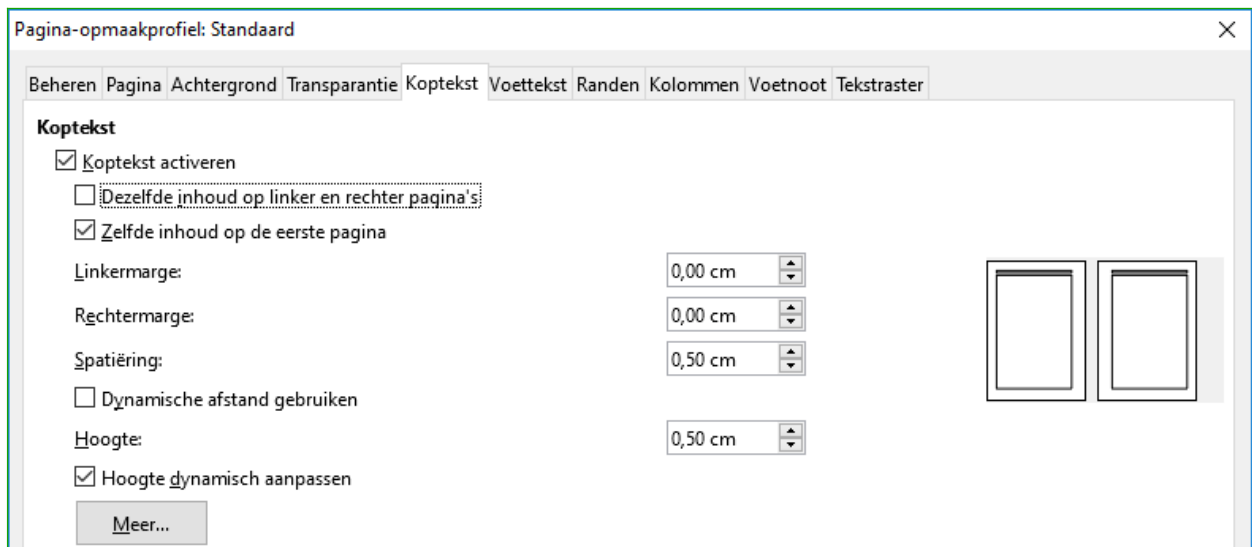 Pagina-opmaakprofiel: Standaard
Beheren Pagina Achtergrond Transparantie Koptekst Voettekst Randen Kolommen Voetnoot Tekstraster
Koptekst
Koptekst activeren
Dezelfde inhoud op linker en rechter pagina's
Zelfde inhoud op de eerste pagina
Linkermarge: 0,00 cm
Rechtermarge: 0,00 cm
Spatiëring: 0,50 cm
Dynamische afstand gebruiken
Hoogte: 0,50 cm
Hoogte dynamisch aanpassen
Meer...